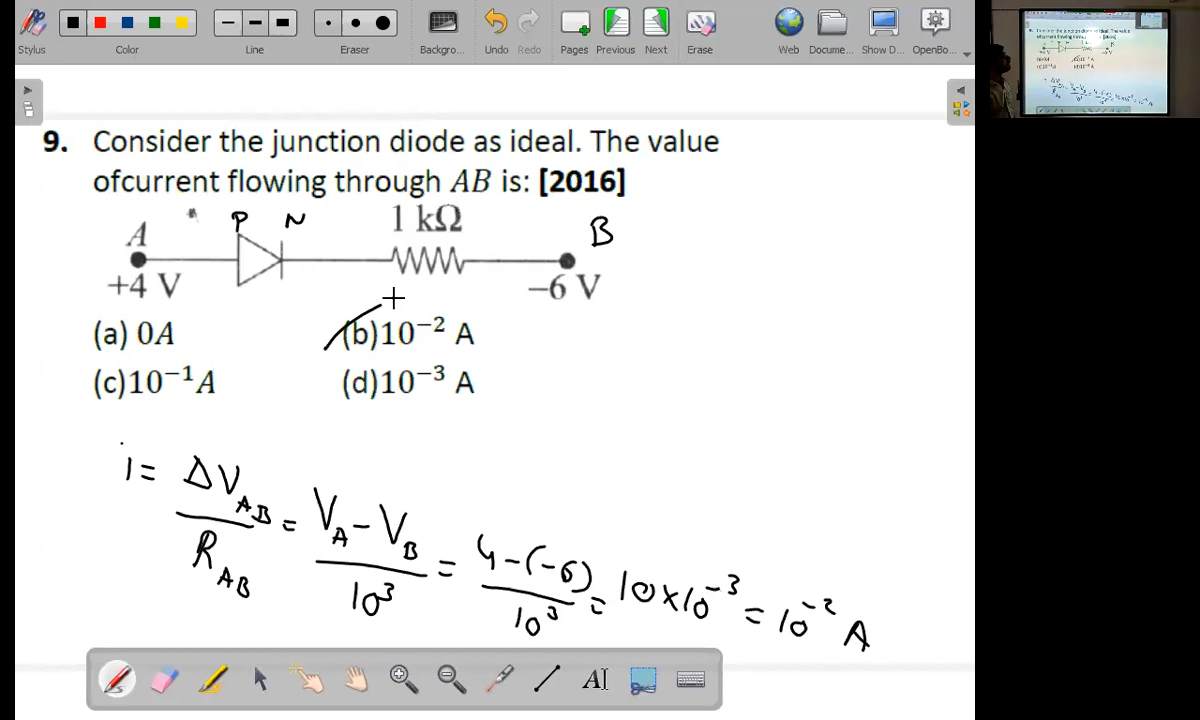 Stylus Color Line Eraser Backgro... Undo Redo Pages Previous Next Erase Web Docume... Show D... OpenBo...
9. Consider the junction diode as ideal. The value
ofcurrent flowing through AB is: [2016]
A P N 1 kΩ B
+4 V −6 V
(a) 0A (b)10⁻² A
(c)10⁻¹A (d)10⁻³ A
i = ΔV_AB / R_AB = V_A − V_B / 10³ = 4 − (−6) / 10³ = 10 × 10⁻³ = 10⁻² A
AI